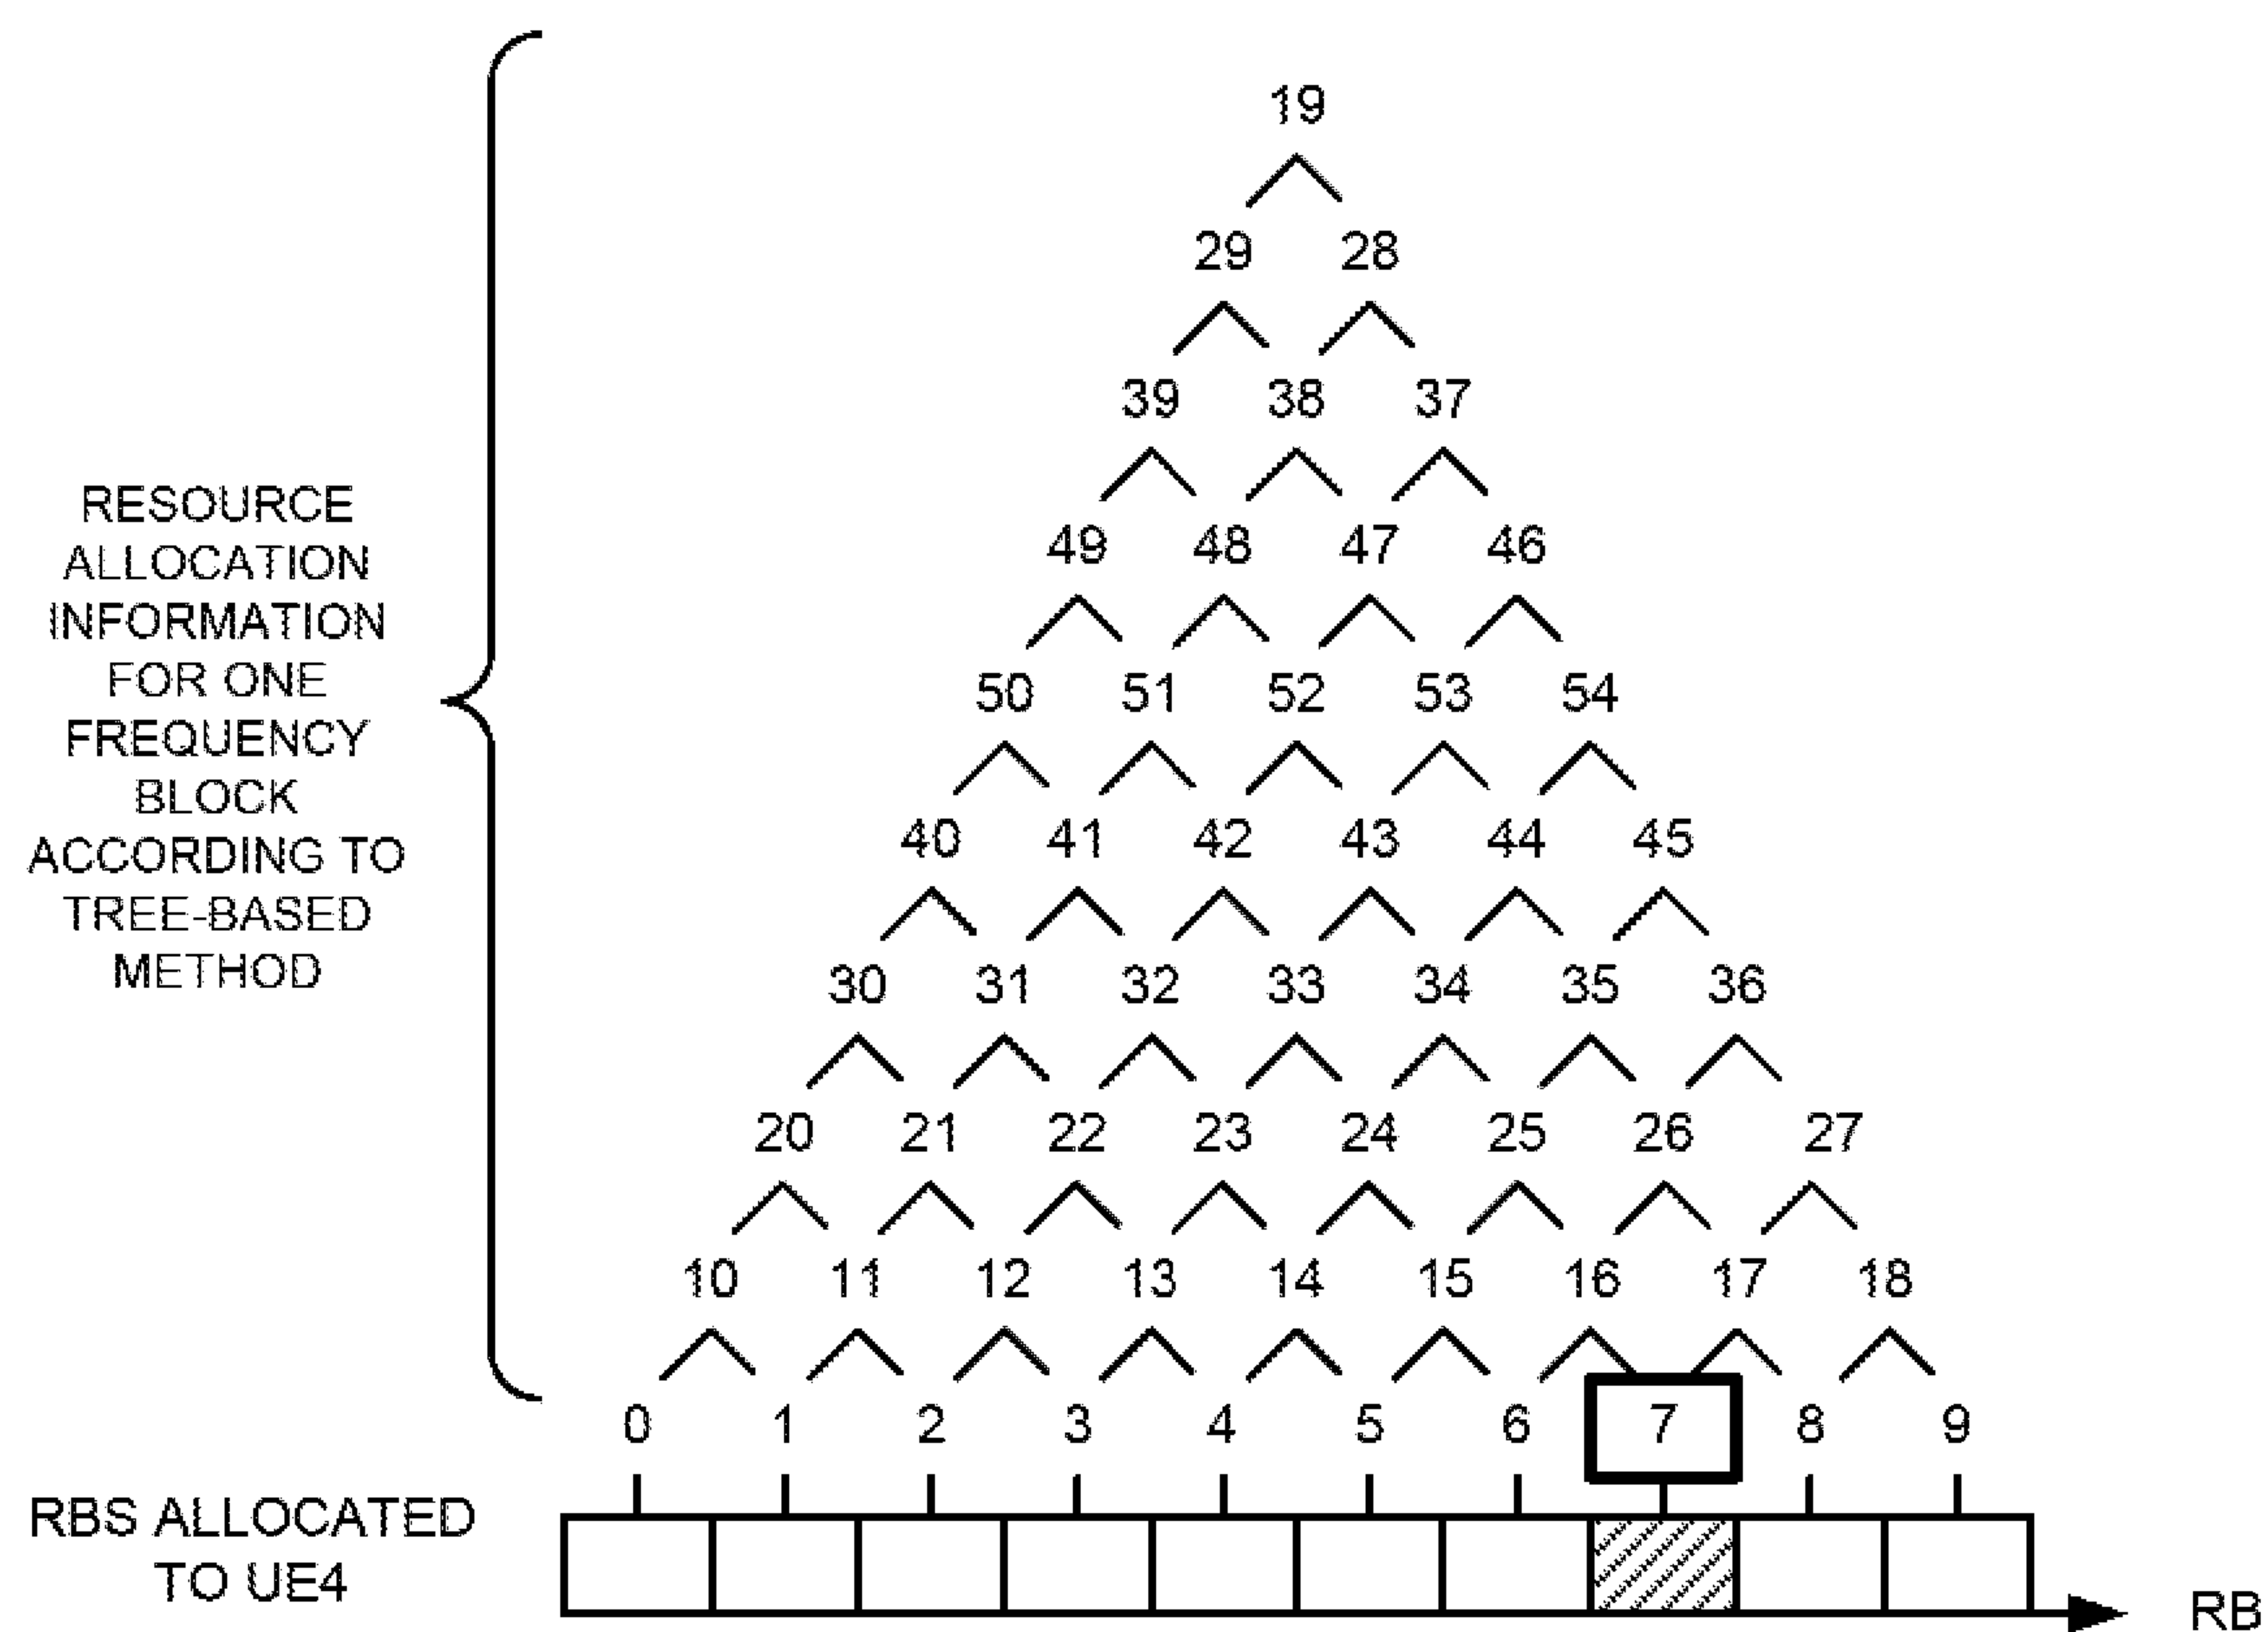 19
29 28
39 38 37
49 48 47 46
50 51 52 53 54
40 41 42 43 44 45
30 31 32 33 34 35 36
20 21 22 23 24 25 26 27
10 11 12 13 14 15 16 17 18
0 1 2 3 4 5 6 7 8 9
RESOURCE
ALLOCATION
INFORMATION
FOR ONE
FREQUENCY
BLOCK
ACCORDING TO
TREE-BASED
METHOD
RBS ALLOCATED
TO UE4
RB